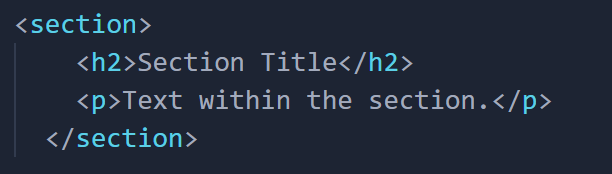 <section>
    <h2>Section Title</h2>
    <p>Text within the section.</p>
  </section>